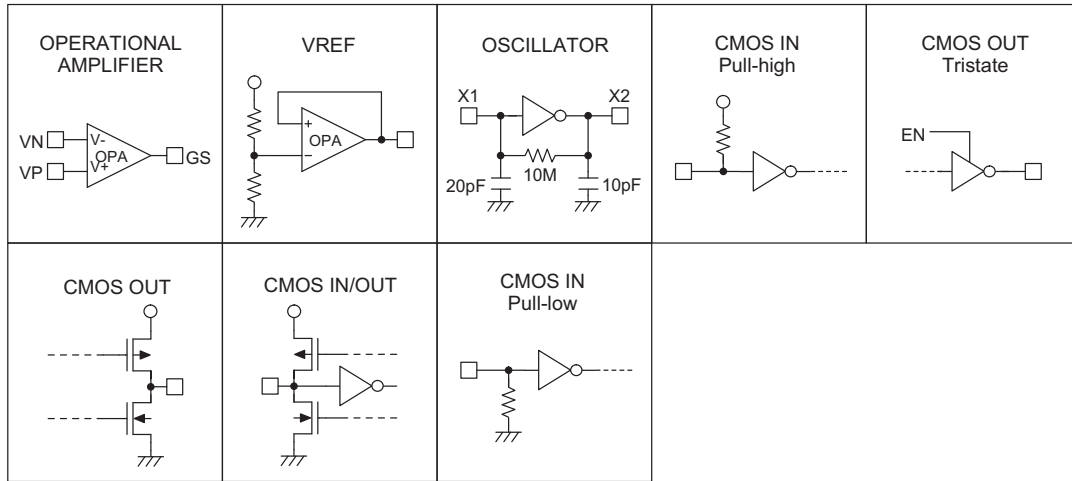 OPERATIONAL
AMPLIFIER
VN
V-
OPA
VP
V+
GS
VREF
+
OPA
−
OSCILLATOR
X1
X2
10M
20pF
10pF
CMOS IN
Pull-high
CMOS OUT
Tristate
EN
CMOS OUT
CMOS IN/OUT
CMOS IN
Pull-low